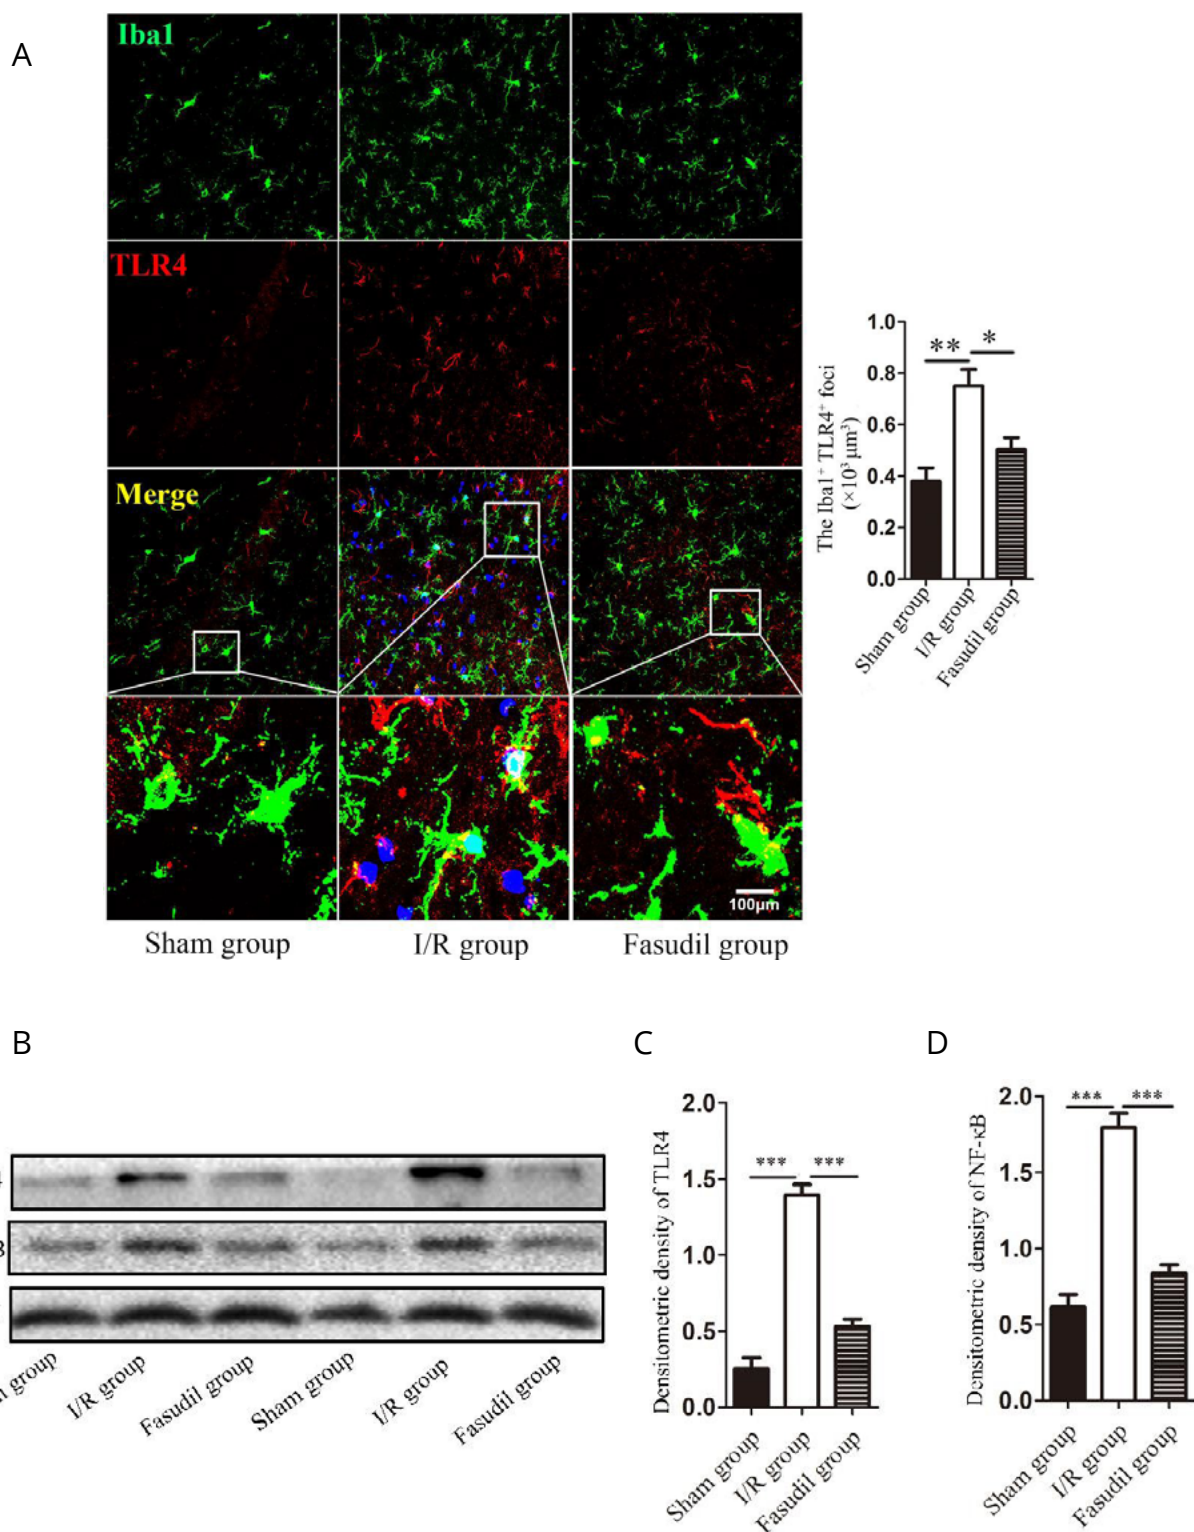 A
Iba1
TLR4
Merge
100μm
Sham group
I/R group
Fasudil group
The Iba1⁺ TLR4⁺ foci
(×10³ μm³)
1.0
0.8
0.6
0.4
0.2
0.0
**
*
Sham group
I/R group
Fasudil group
B
4
m group
I/R group
Fasudil group
Sham group
I/R group
Fasudil group
C
Densitometric density of TLR4
2.0
1.5
1.0
0.5
0.0
***
***
Sham group
I/R group
Fasudil group
D
Densitometric density of NF-κB
2.0
1.5
1.0
0.5
0.0
***
***
Sham group
I/R group
Fasudil group